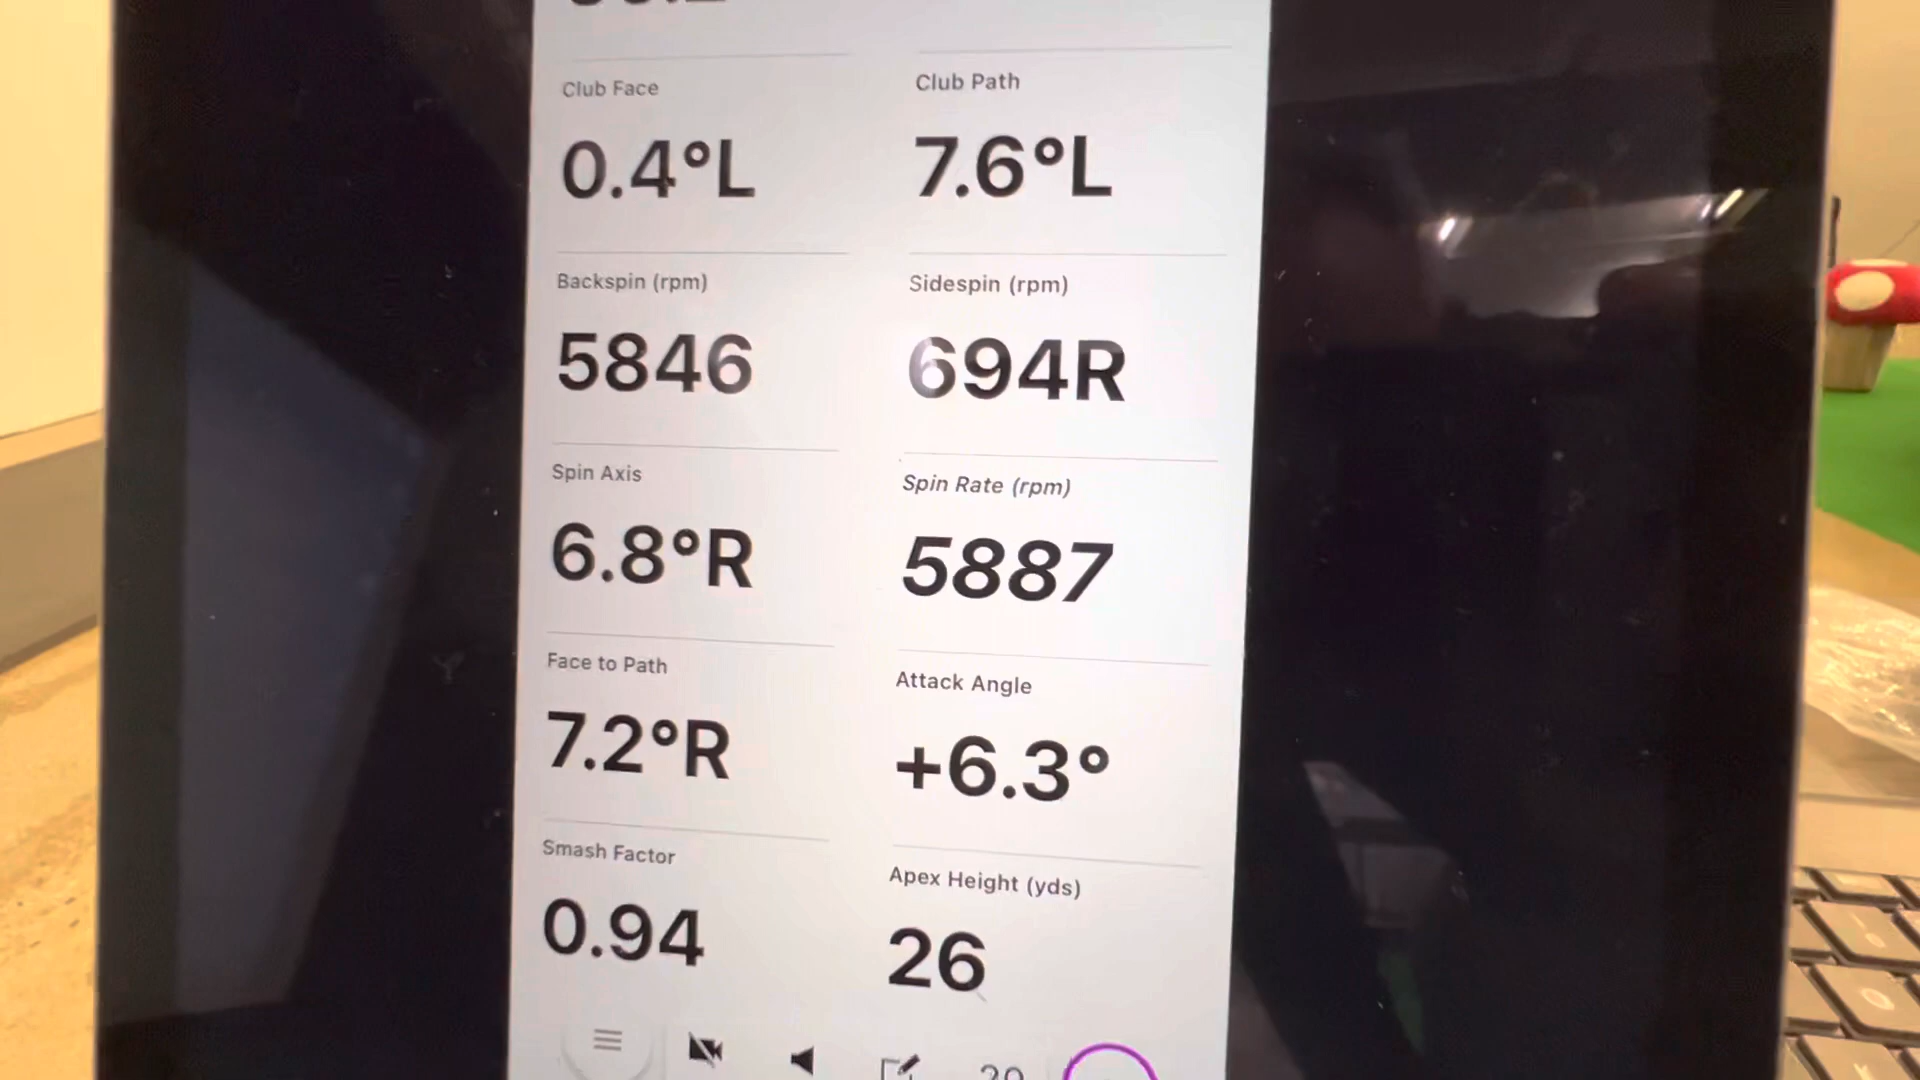 Club Face
Club Path
0.4°L
7.6°L
Backspin (rpm)
Sidespin (rpm)
5846
694R
Spin Axis
Spin Rate (rpm)
6.8°R
5887
Face to Path
Attack Angle
7.2°R
+6.3°
Smash Factor
Apex Height (yds)
0.94
26